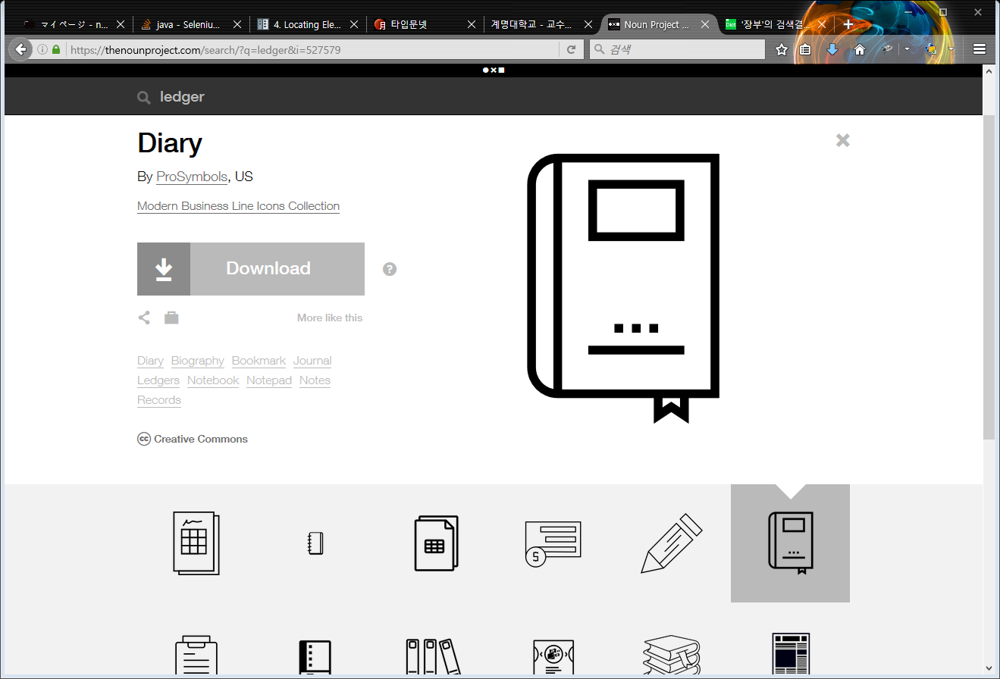 マイページ - n...
java - Seleniu...
4. Locating Ele...
타입문넷
계명대학교 - 교수...
Noun Project ...
Dict '장부'의 검색결...
https://thenounproject.com/search/?q=ledger&i=527579
검색
ledger
Diary
By ProSymbols, US
Modern Business Line Icons Collection
Download
?
More like this
Diary Biography Bookmark Journal
Ledgers Notebook Notepad Notes
Records
cc Creative Commons
S